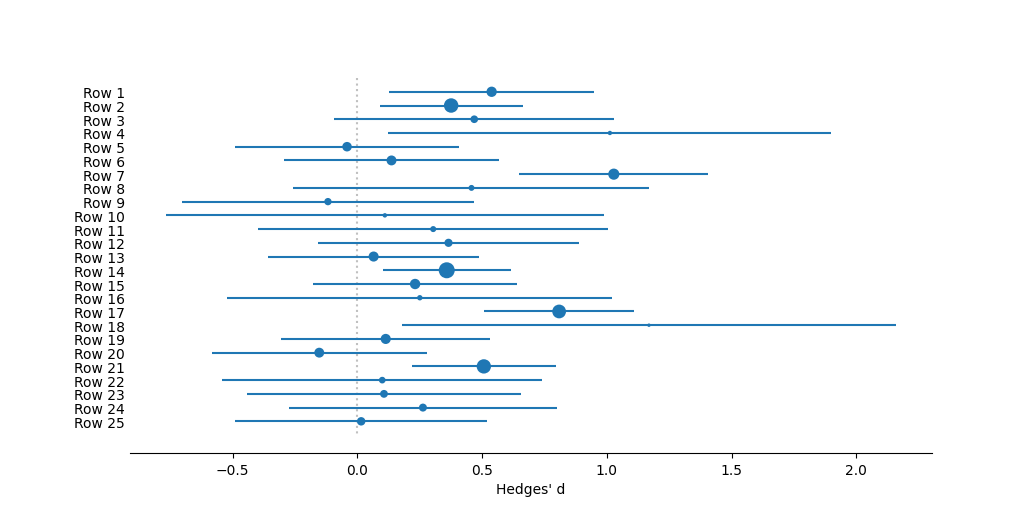 Row 1
Row 2
Row 3
Row 4
Row 5
Row 6
Row 7
Row 8
Row 9
Row 10
Row 11
Row 12
Row 13
Row 14
Row 15
Row 16
Row 17
Row 18
Row 19
Row 20
Row 21
Row 22
Row 23
Row 24
Row 25
−0.5 0.0 0.5 1.0 1.5 2.0
Hedges' d